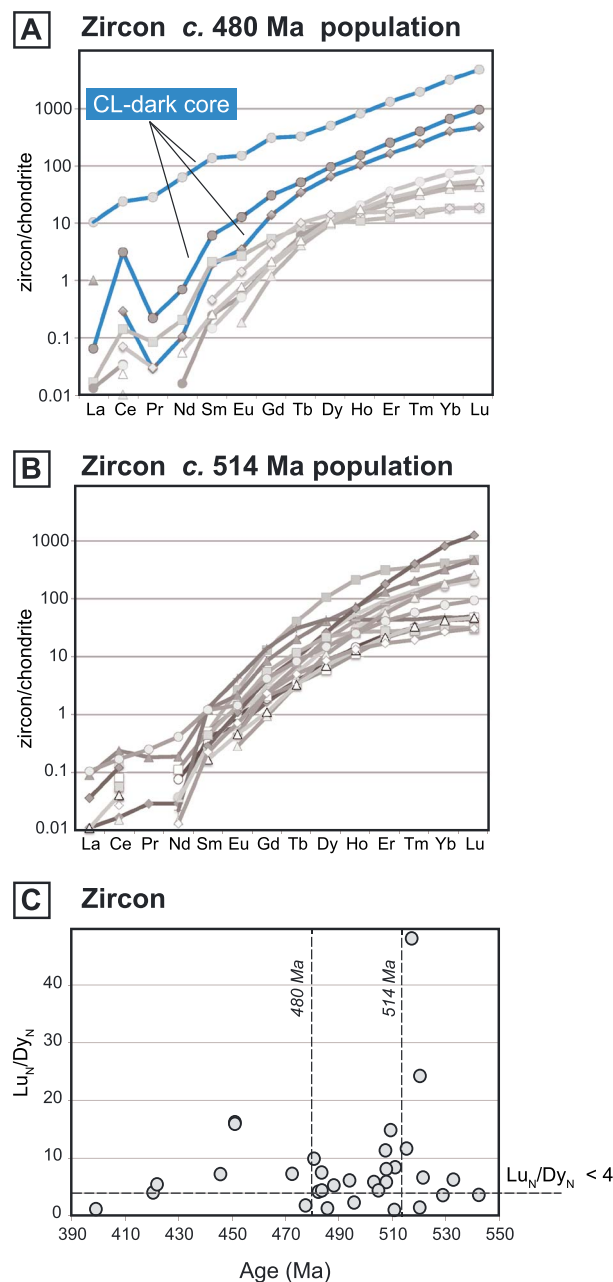 A Zircon c. 480 Ma population
CL-dark core
zircon/chondrite
1000
100
10
1
0.1
0.01
La Ce Pr Nd Sm Eu Gd Tb Dy Ho Er Tm Yb Lu
B Zircon c. 514 Ma population
zircon/chondrite
1000
100
10
1
0.1
0.01
La Ce Pr Nd Sm Eu Gd Tb Dy Ho Er Tm Yb Lu
C Zircon
LuN/DyN
40
30
20
10
0
480 Ma
514 Ma
LuN/DyN < 4
390 410 430 450 470 490 510 530 550
Age (Ma)